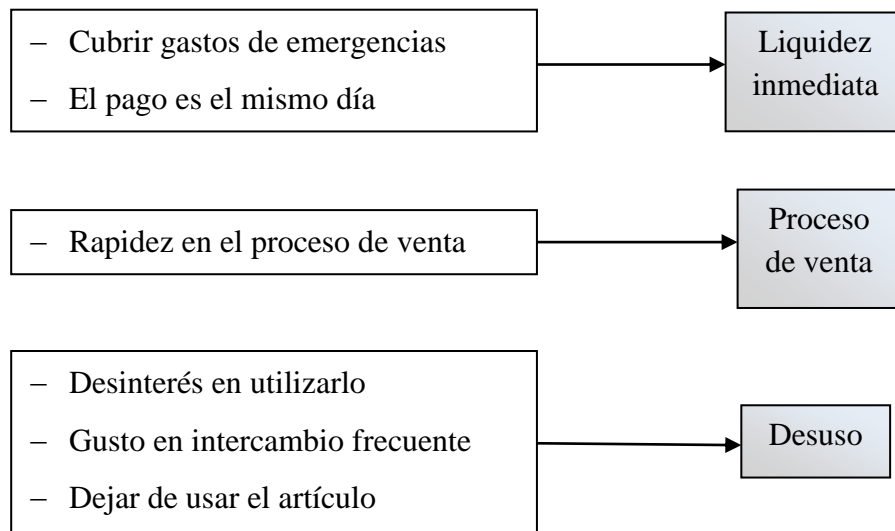 – Cubrir gastos de emergencias
– El pago es el mismo día
Liquidez
inmediata
– Rapidez en el proceso de venta
Proceso
de venta
– Desinterés en utilizarlo
– Gusto en intercambio frecuente
– Dejar de usar el artículo
Desuso